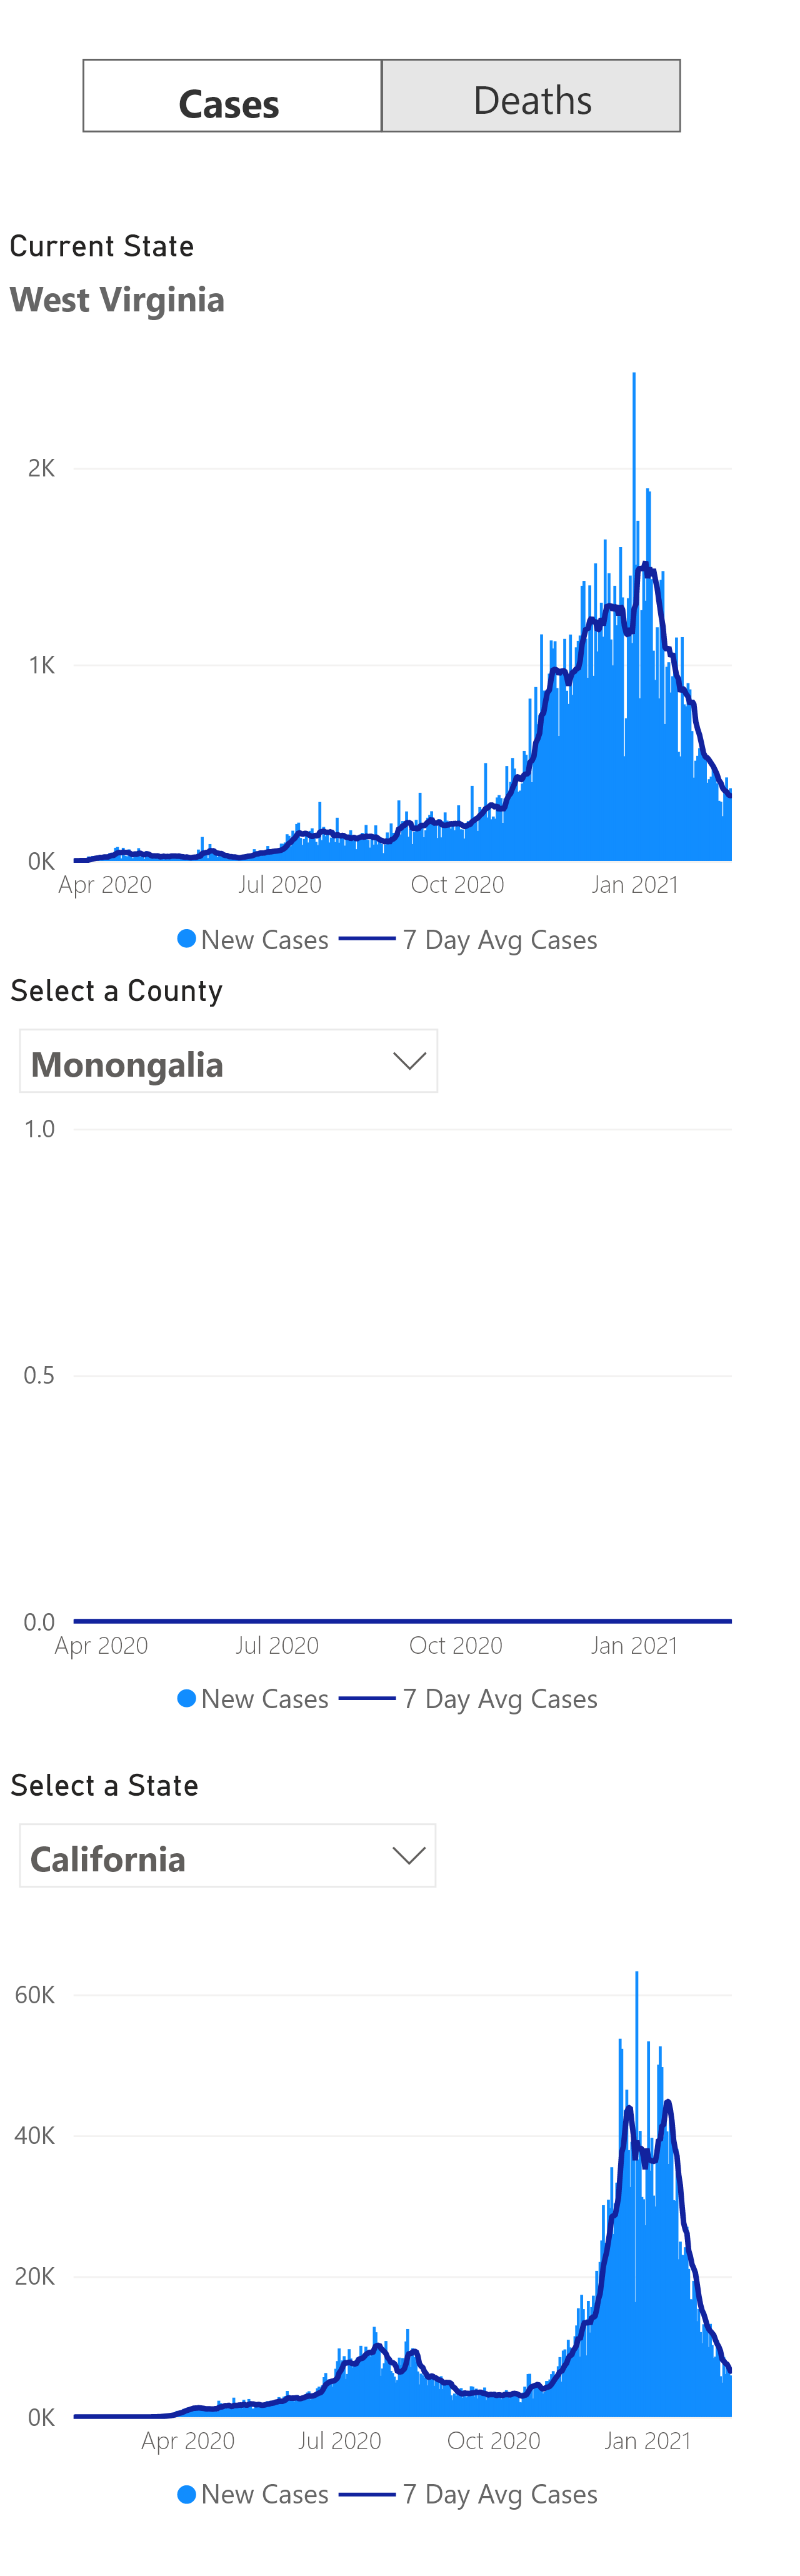 Cases Deaths
Current State
West Virginia
2K
1K
0K
Apr 2020 Jul 2020 Oct 2020 Jan 2021
New Cases 7 Day Avg Cases
Select a County
Monongalia
1.0
0.5
0.0
Apr 2020 Jul 2020 Oct 2020 Jan 2021
New Cases 7 Day Avg Cases
Select a State
California
60K
40K
20K
0K
Apr 2020 Jul 2020 Oct 2020 Jan 2021
New Cases 7 Day Avg Cases